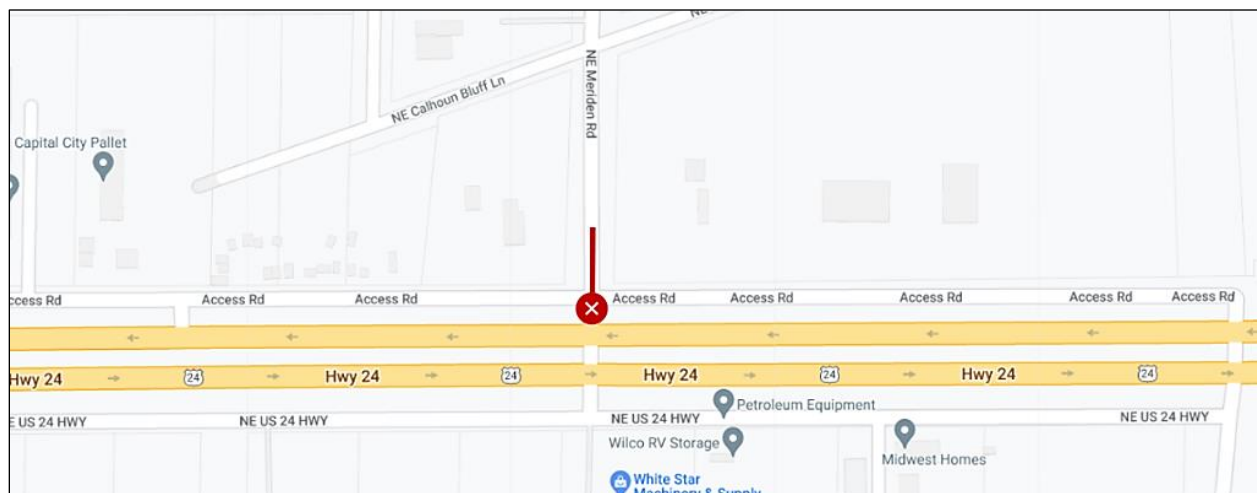 NE
NE Meriden Rd
NE Calhoun Bluff Ln
Capital City Pallet
Access Rd
Access Rd
Access Rd
Access Rd
Access Rd
Access Rd
Access Rd
Hwy 24
24
Hwy 24
24
Hwy 24
24
Hwy 24
24
US 24 HWY
NE US 24 HWY
NE US 24 HWY
NE US 24 HWY
Petroleum Equipment
Wilco RV Storage
Midwest Homes
White Star
Machinery & Supply